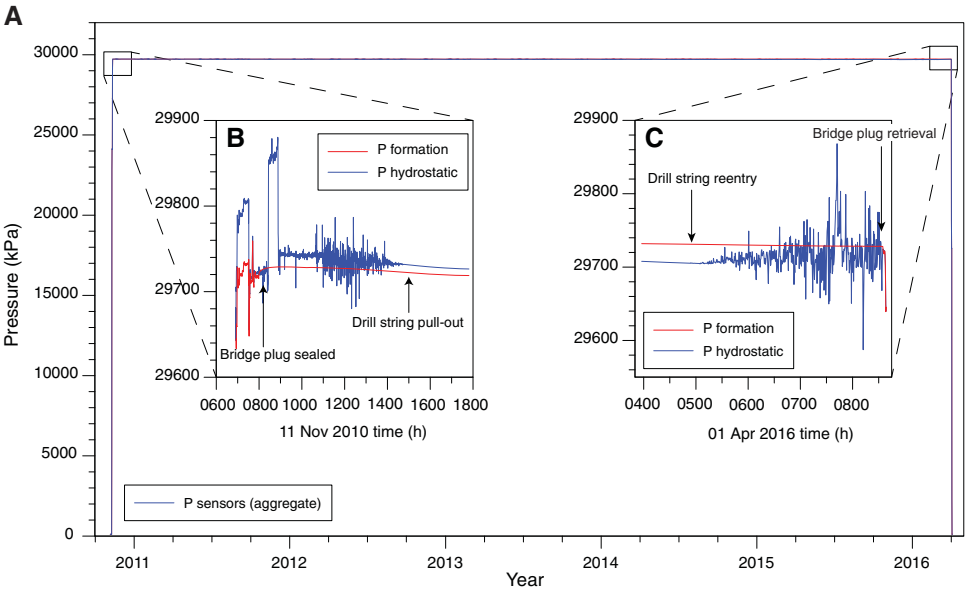 A
30000
25000
20000
15000
10000
5000
0
Pressure (kPa)
2011
2012
2013
2014
2015
2016
Year
P sensors (aggregate)
B
29900
29800
29700
29600
P formation
P hydrostatic
Bridge plug sealed
Drill string pull-out
0600 0800 1000 1200 1400 1600 1800
11 Nov 2010 time (h)
C
29900
29800
29700
29600
Bridge plug retrieval
Drill string reentry
P formation
P hydrostatic
0400 0500 0600 0700 0800
01 Apr 2016 time (h)